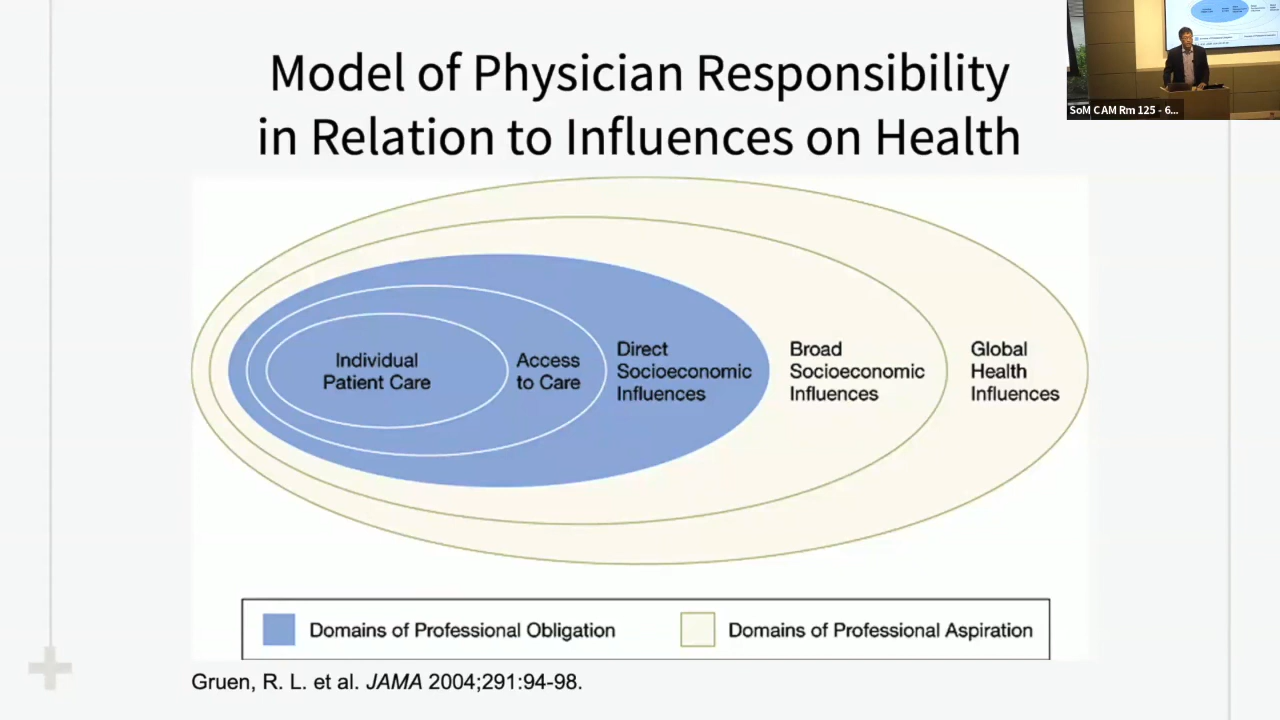 Model of Physician Responsibility
in Relation to Influences on Health
SoM CAM Rm 125 - 6...
Individual
Patient Care
Access
to Care
Direct
Socioeconomic
Influences
Broad
Socioeconomic
Influences
Global
Health
Influences
Domains of Professional Obligation
Domains of Professional Aspiration
Gruen, R. L. et al. JAMA 2004;291:94-98.